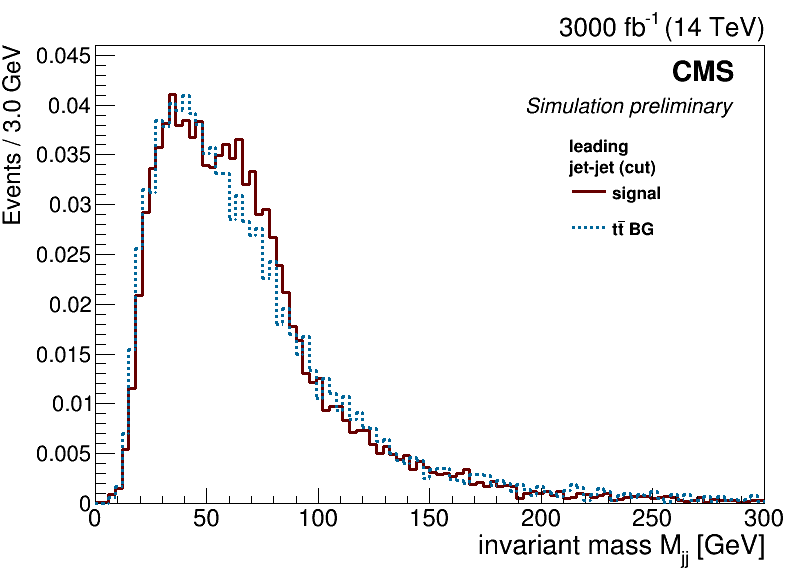 3000 fb-1 (14 TeV)
CMS
Simulation preliminary
leading
jet-jet (cut)
signal
tt̄ BG
Events / 3.0 GeV
0.045
0.04
0.035
0.03
0.025
0.02
0.015
0.01
0.005
0
0 50 100 150 200 250 300
invariant mass Mjj [GeV]